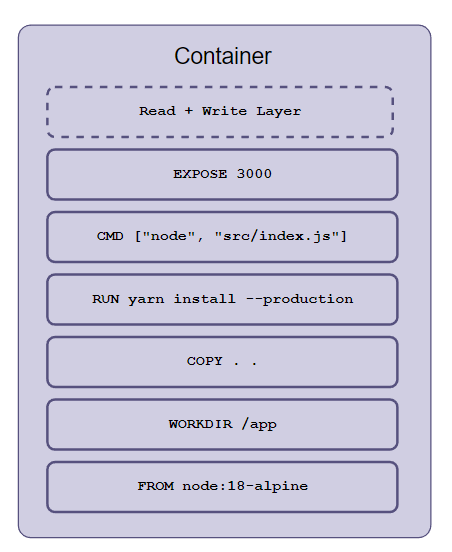 Container
Read + Write Layer
EXPOSE 3000
CMD ["node", "src/index.js"]
RUN yarn install --production
COPY . .
WORKDIR /app
FROM node:18-alpine